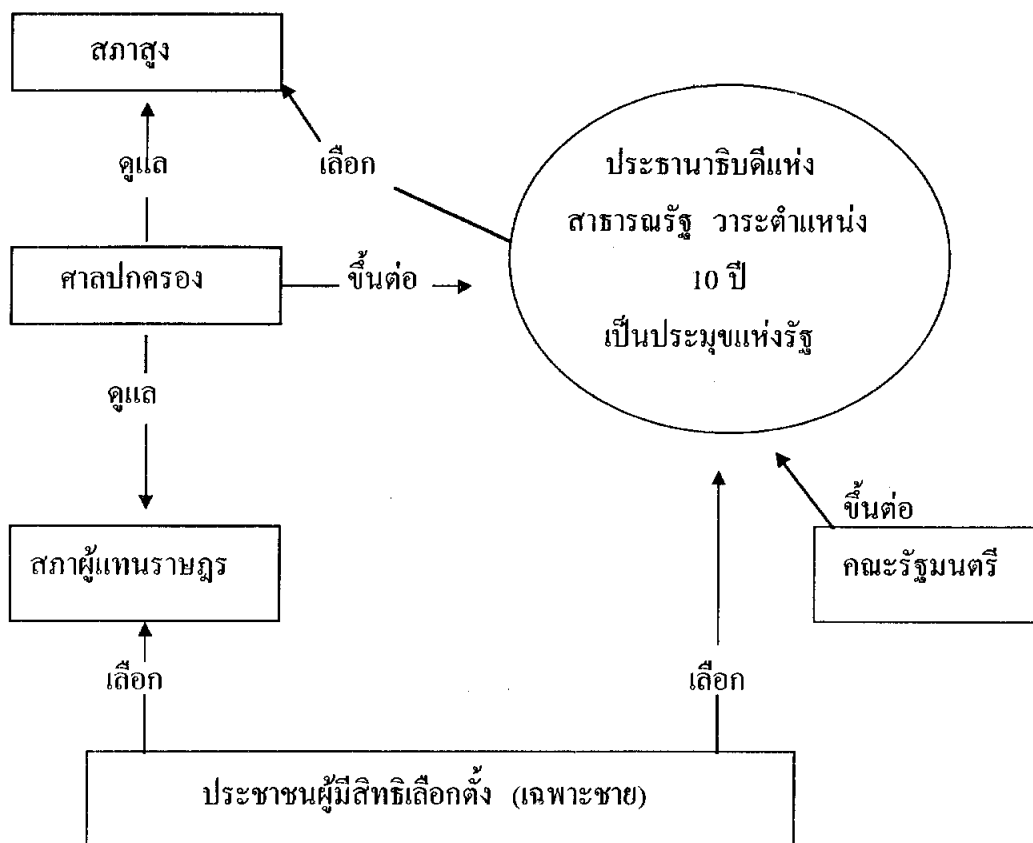 สภาสูง
ดูแล
เลือก
ประธานาธิบดีแห่ง
สาธารณรัฐ วาระตำแหน่ง
10 ปี
เป็นประมุขแห่งรัฐ
ศาลปกครอง
ขึ้นต่อ
ดูแล
สภาผู้แทนราษฎร
ขึ้นต่อ
คณะรัฐมนตรี
เลือก
เลือก
ประชาชนผู้มีสิทธิเลือกตั้ง (เฉพาะชาย)